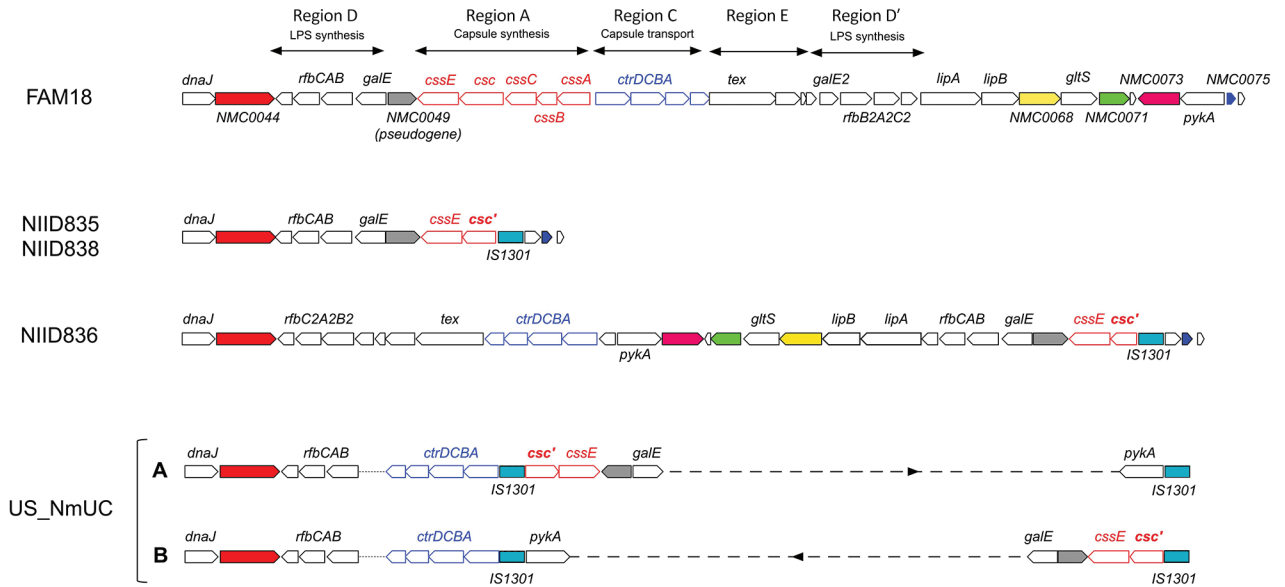 Region D Region A Region C Region E Region D′
LPS synthesis Capsule synthesis Capsule transport LPS synthesis
dnaJ rfbCAB galE cssE csc cssC cssA ctrDCBA tex galE2 lipA lipB gltS NMC0073 NMC0075
FAM18
NMC0044 NMC0049 cssB rfbB2A2C2 NMC0068 NMC0071 pykA
(pseudogene)
dnaJ rfbCAB galE cssE csc'
NIID835
NIID838
IS1301
dnaJ rfbC2A2B2 tex ctrDCBA gltS lipB lipA rfbCAB galE cssE csc'
NIID836
pykA IS1301
dnaJ rfbCAB ctrDCBA csc' cssE galE pykA
A
IS1301 IS1301
US_NmUC
dnaJ rfbCAB ctrDCBA pykA galE cssE csc'
B
IS1301 IS1301